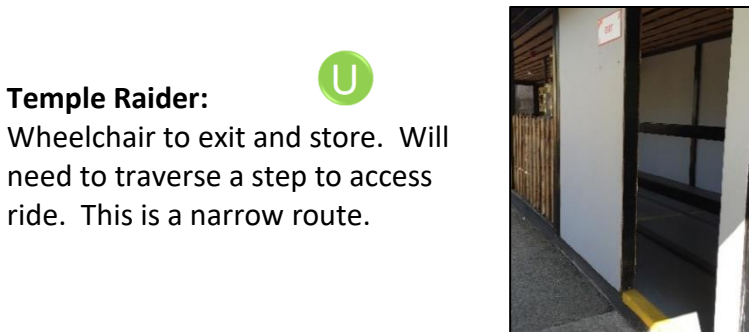 U
Temple Raider:
Wheelchair to exit and store. Will
need to traverse a step to access
ride. This is a narrow route.
EXIT